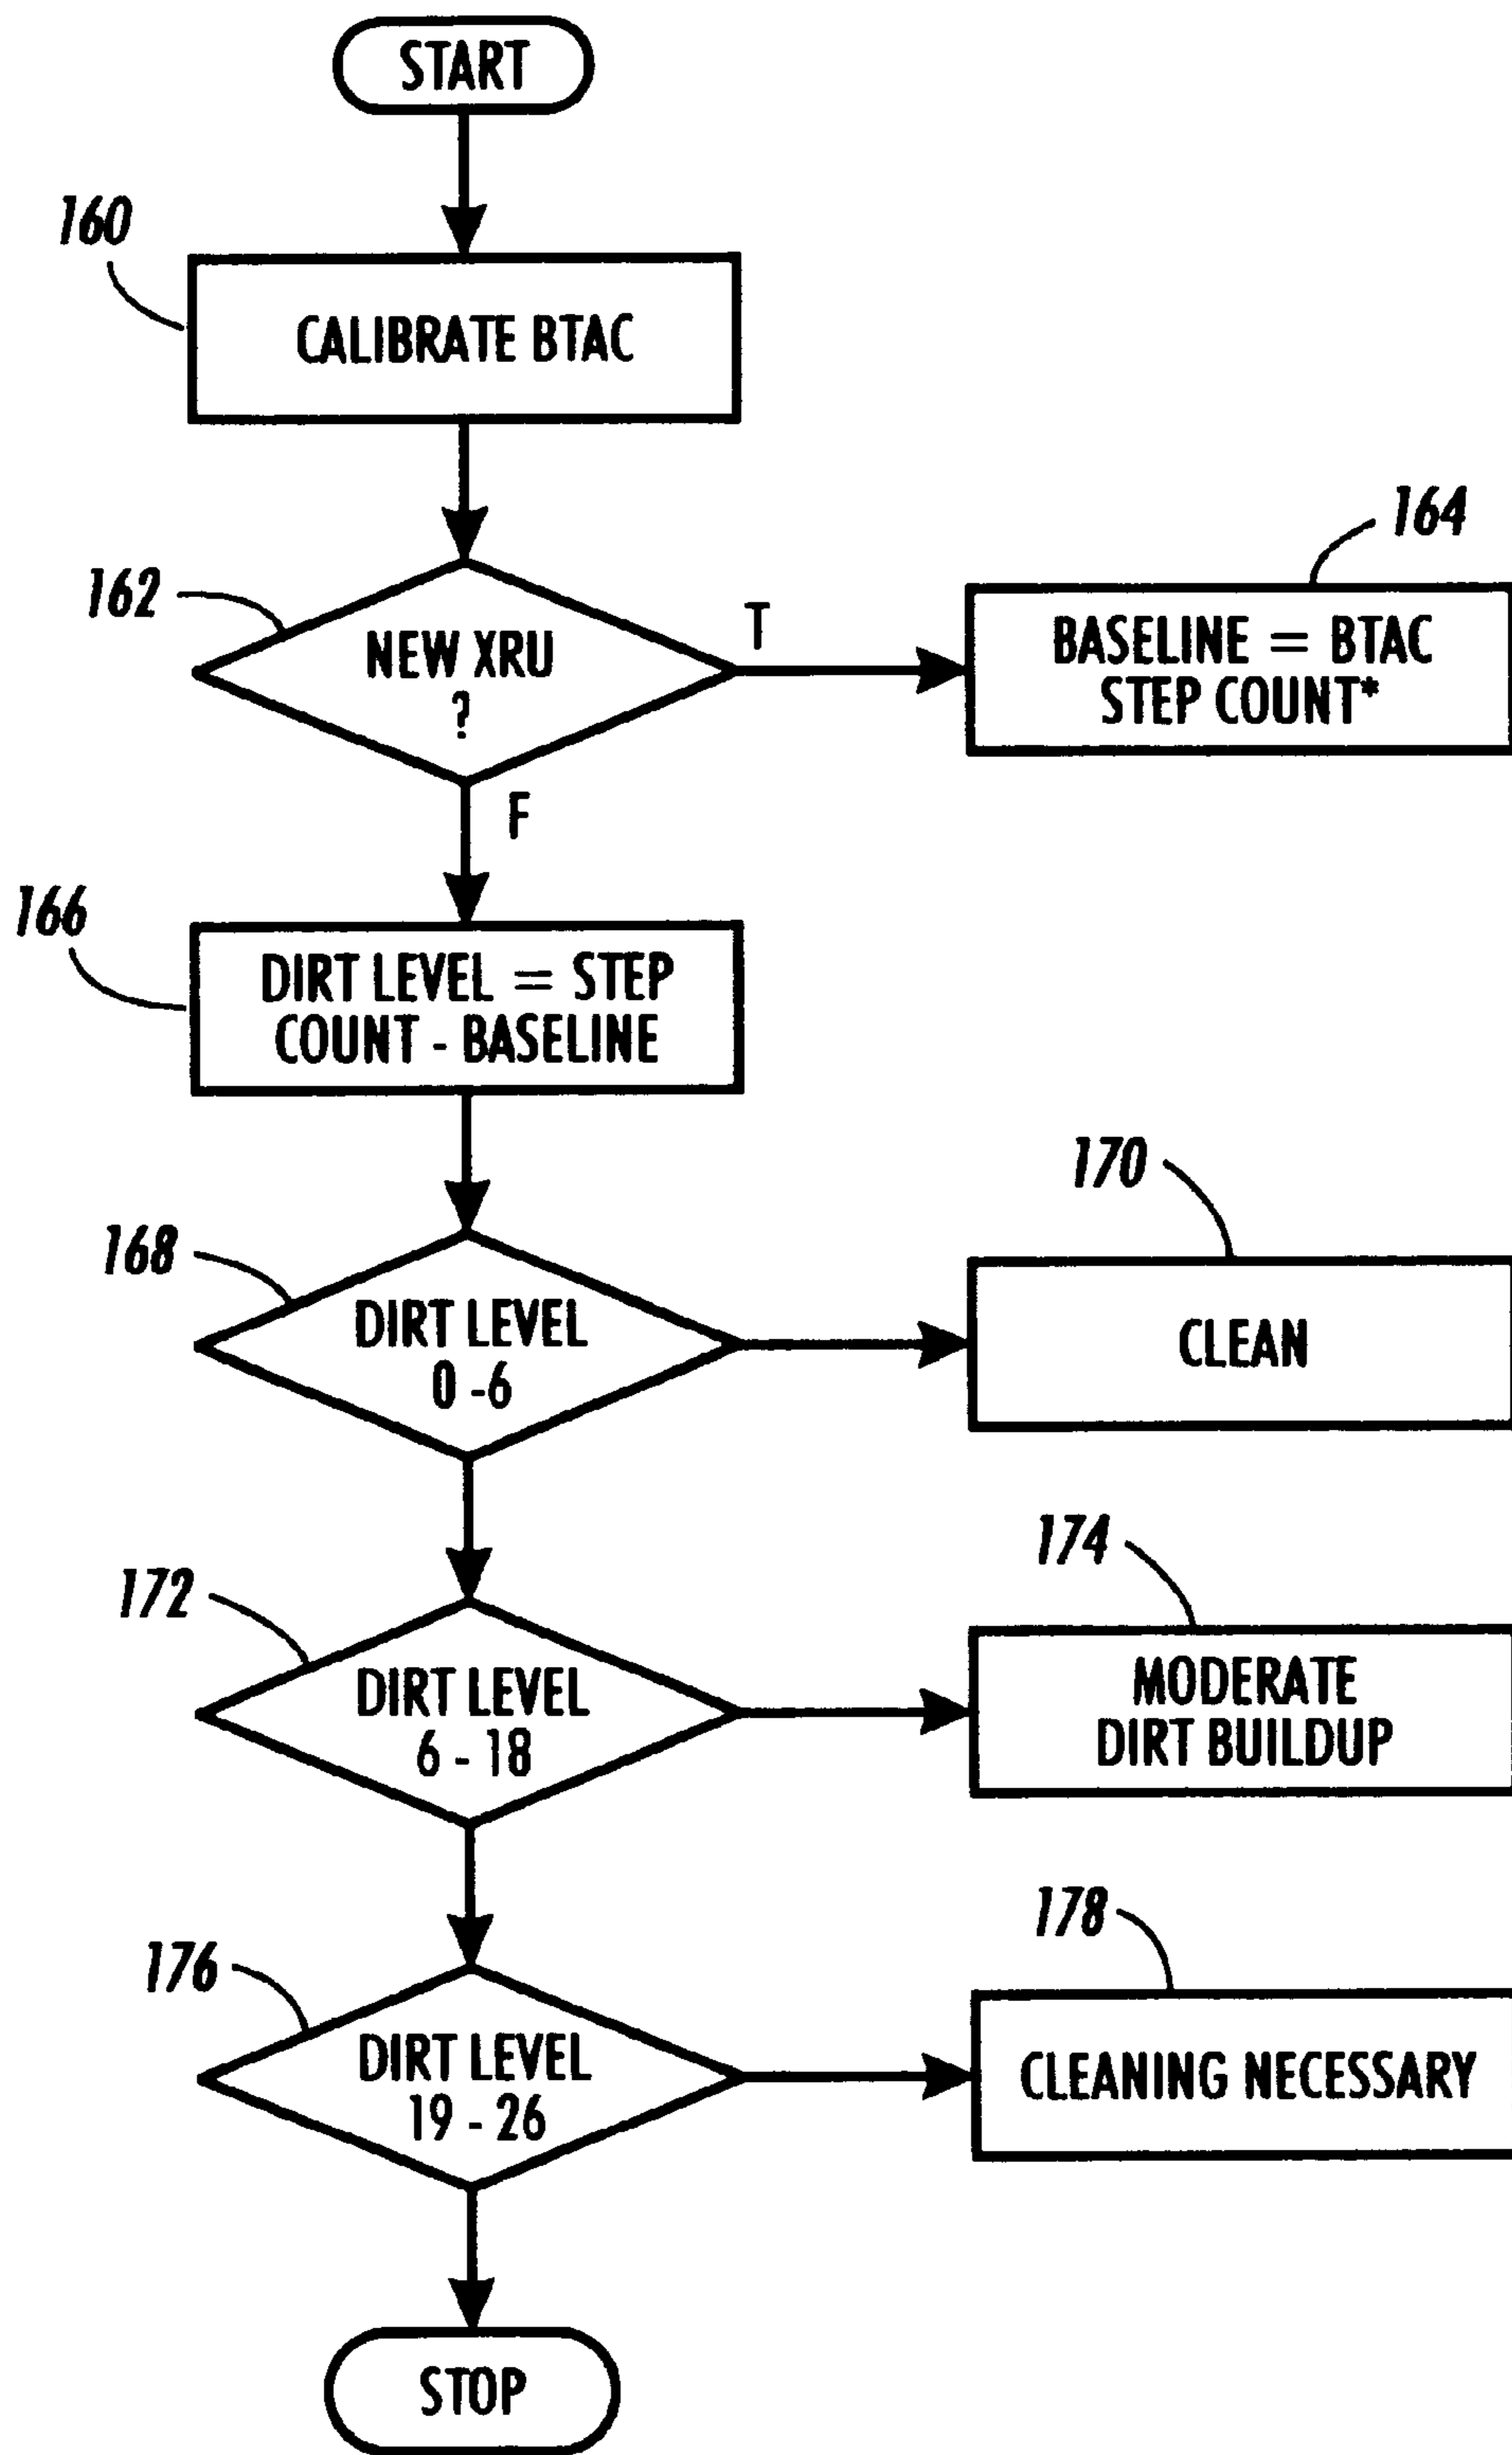 START
160
CALIBRATE BTAC
162
NEW XRU
?
T
164
BASELINE = BTAC
STEP COUNT*
F
166
DIRT LEVEL = STEP
COUNT - BASELINE
168
DIRT LEVEL
0 -6
170
CLEAN
172
DIRT LEVEL
6 - 18
174
MODERATE
DIRT BUILDUP
176
DIRT LEVEL
19 - 26
178
CLEANING NECESSARY
STOP